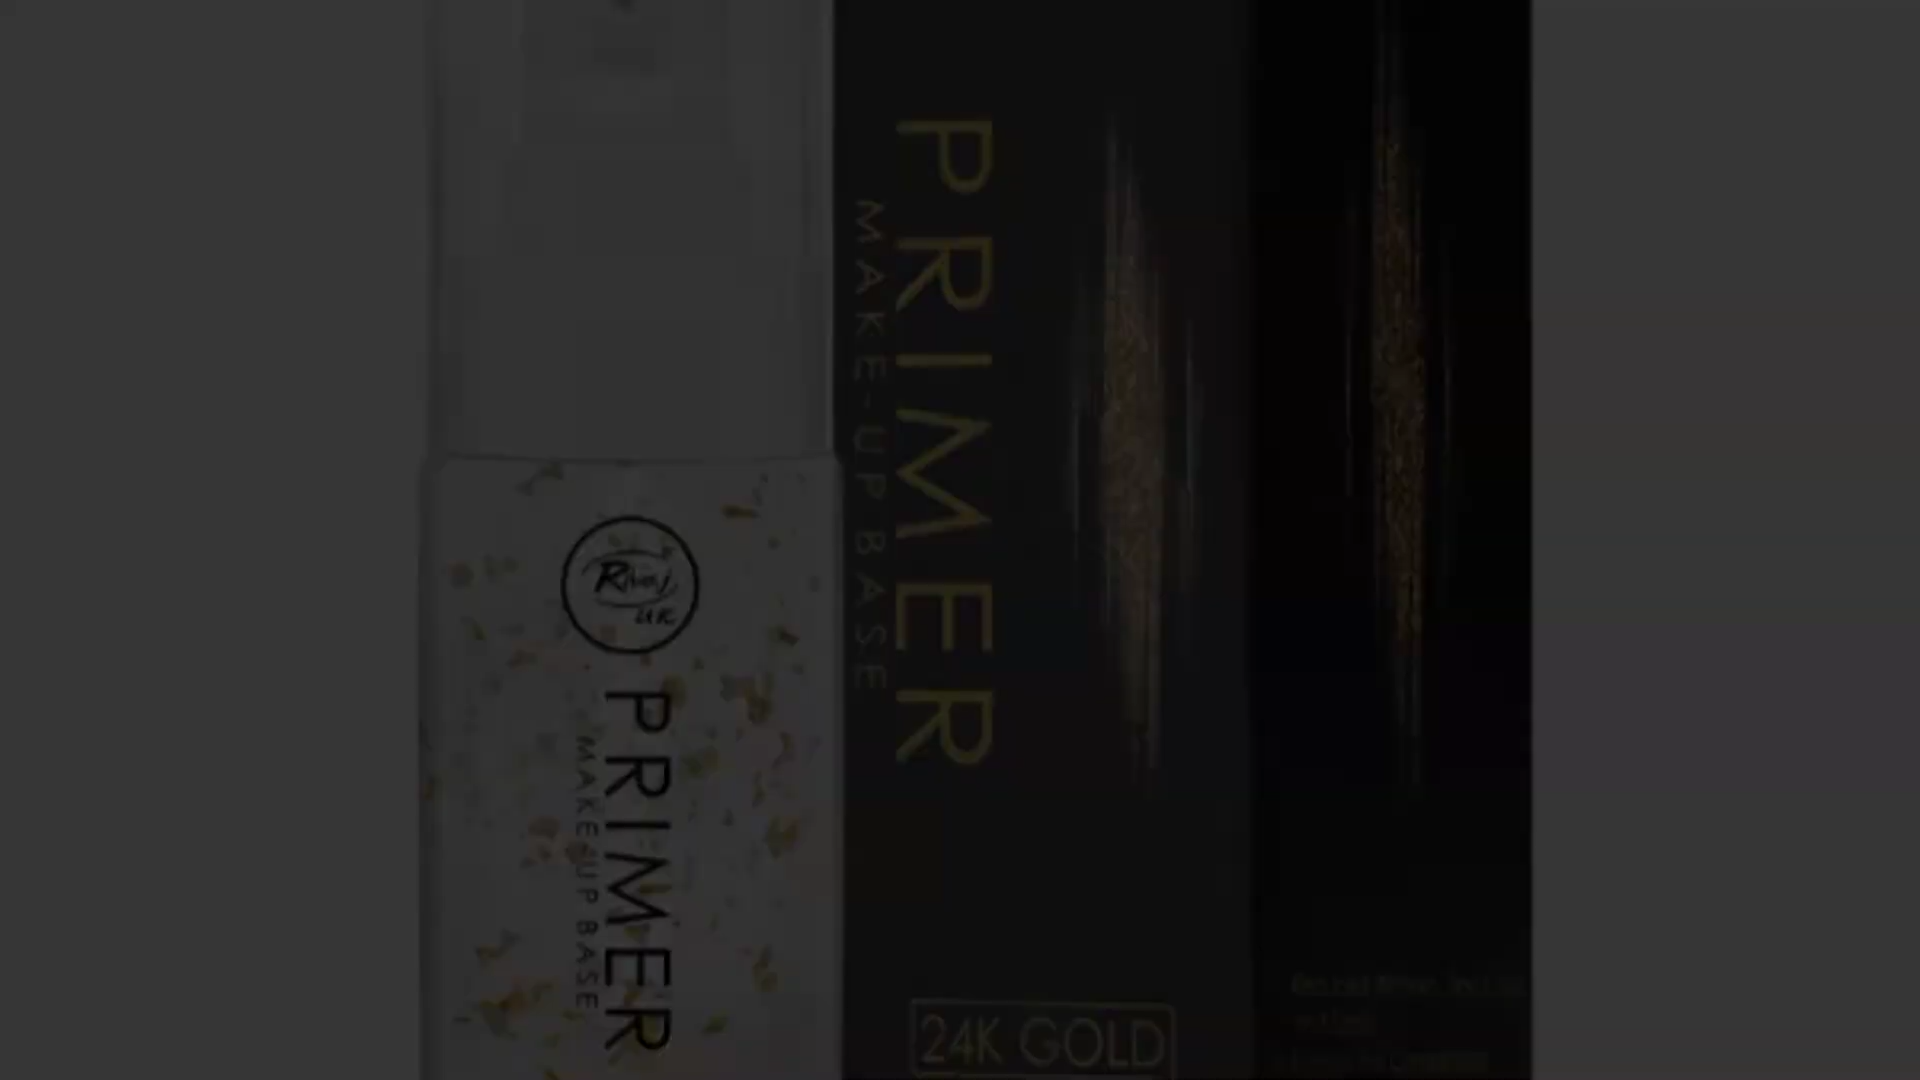 Rivaj
UK
PRIMER
MAKE-UP BASE
PRIMER
MAKE-UP BASE
24K GOLD